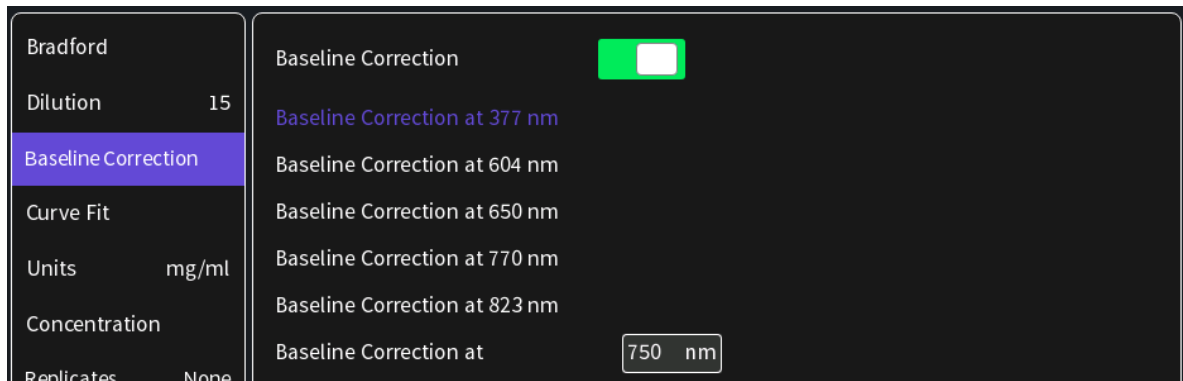 Bradford
Dilution 15
Baseline Correction
Curve Fit
Units mg/ml
Concentration
Replicates None
Baseline Correction
Baseline Correction at 377 nm
Baseline Correction at 604 nm
Baseline Correction at 650 nm
Baseline Correction at 770 nm
Baseline Correction at 823 nm
Baseline Correction at 750 nm